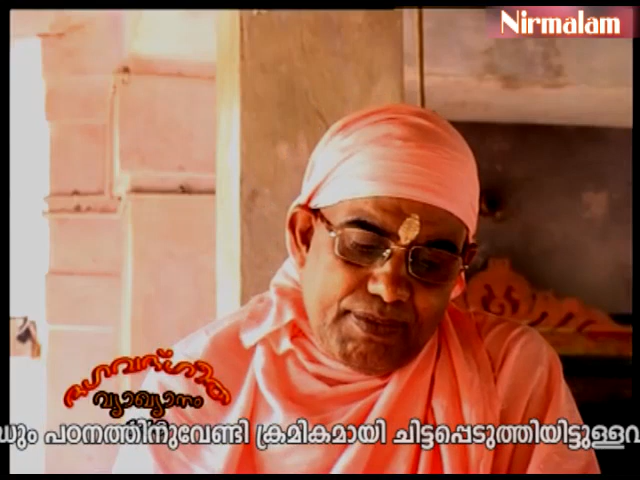 Nirmalam
ഭഗവദ്ഗീത
വ്യാഖ്യാനം
പഠനത്തിനുവേണ്ടി ക്രമികമായി ചിട്ടപ്പെടുത്തിയിട്ടുള്ളവ